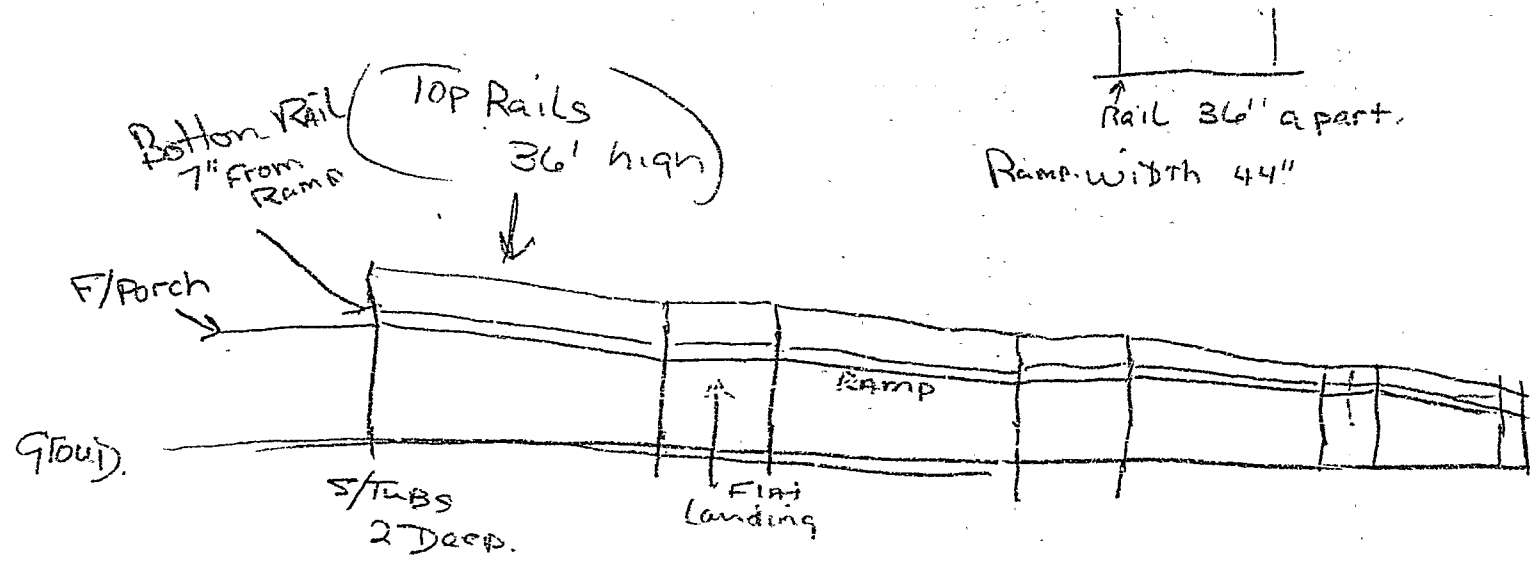 Top Rails
36' high
Bottom Rail
7" From
Ramp
Rail 36" apart.
Ramp. Width 44"
F/Porch
Ramp
Ground.
S/Tubs
2 Deep.
Flat
Landing